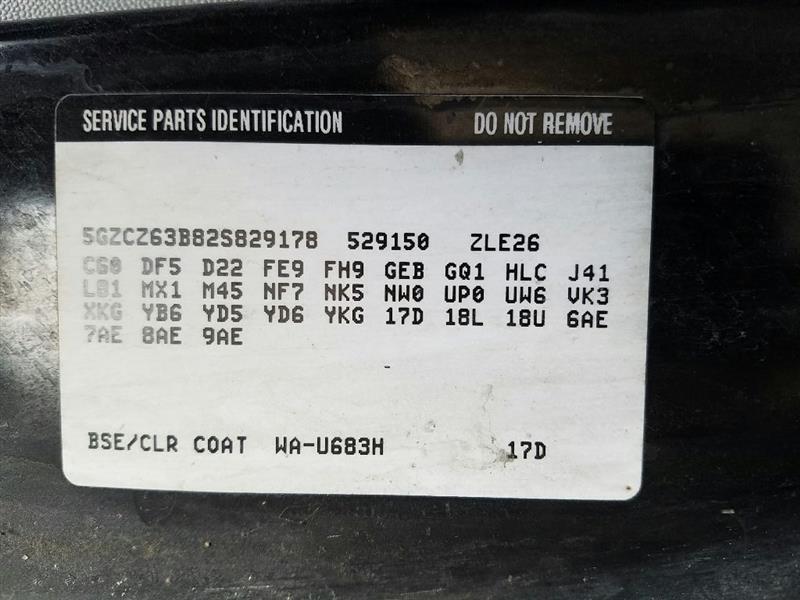 SERVICE PARTS IDENTIFICATION DO NOT REMOVE
5GZCZ63B82S829178 529150 ZLE26
C60 DF5 D22 FE9 FH9 GEB GQ1 HLC J41
LB1 MX1 M45 NF7 NK5 NW0 UP0 UW6 VK3
XKG YB6 YD5 YD6 YKG 17D 18L 18U 6AE
7AE 8AE 9AE
BSE/CLR COAT WA-U683H 17D